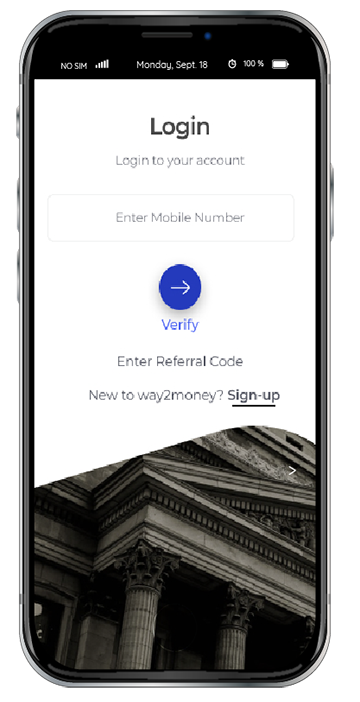 NO SIM
Monday, Sept. 18
100 %
Login
Login to your account
Enter Mobile Number
Verify
Enter Referral Code
New to way2money? Sign-up